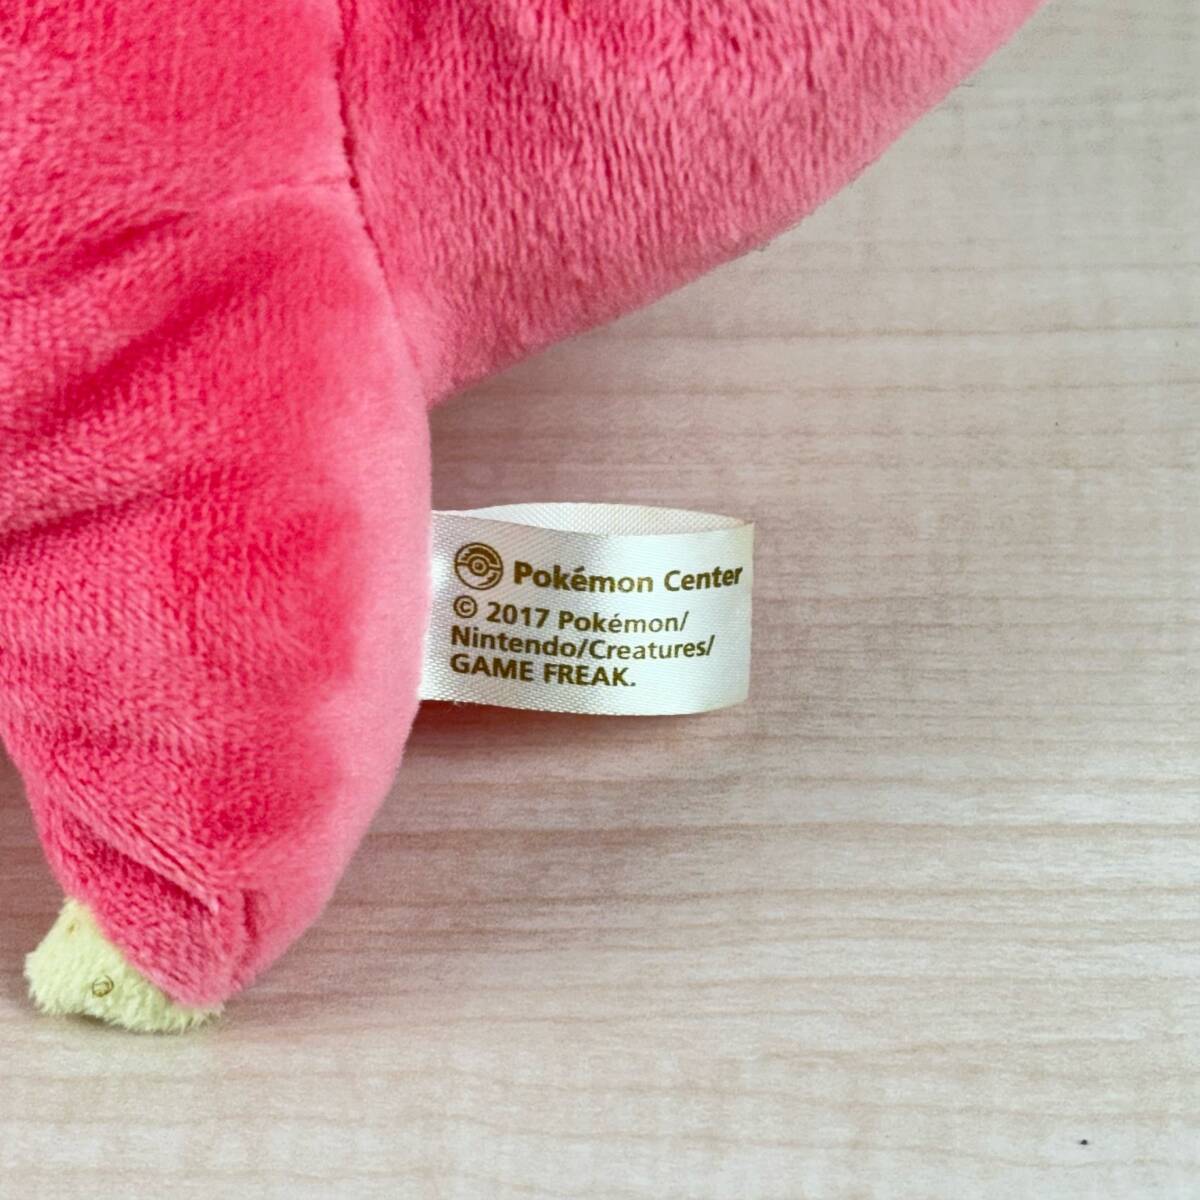 Pokémon Center
© 2017 Pokémon/
Nintendo/Creatures/
GAME FREAK.